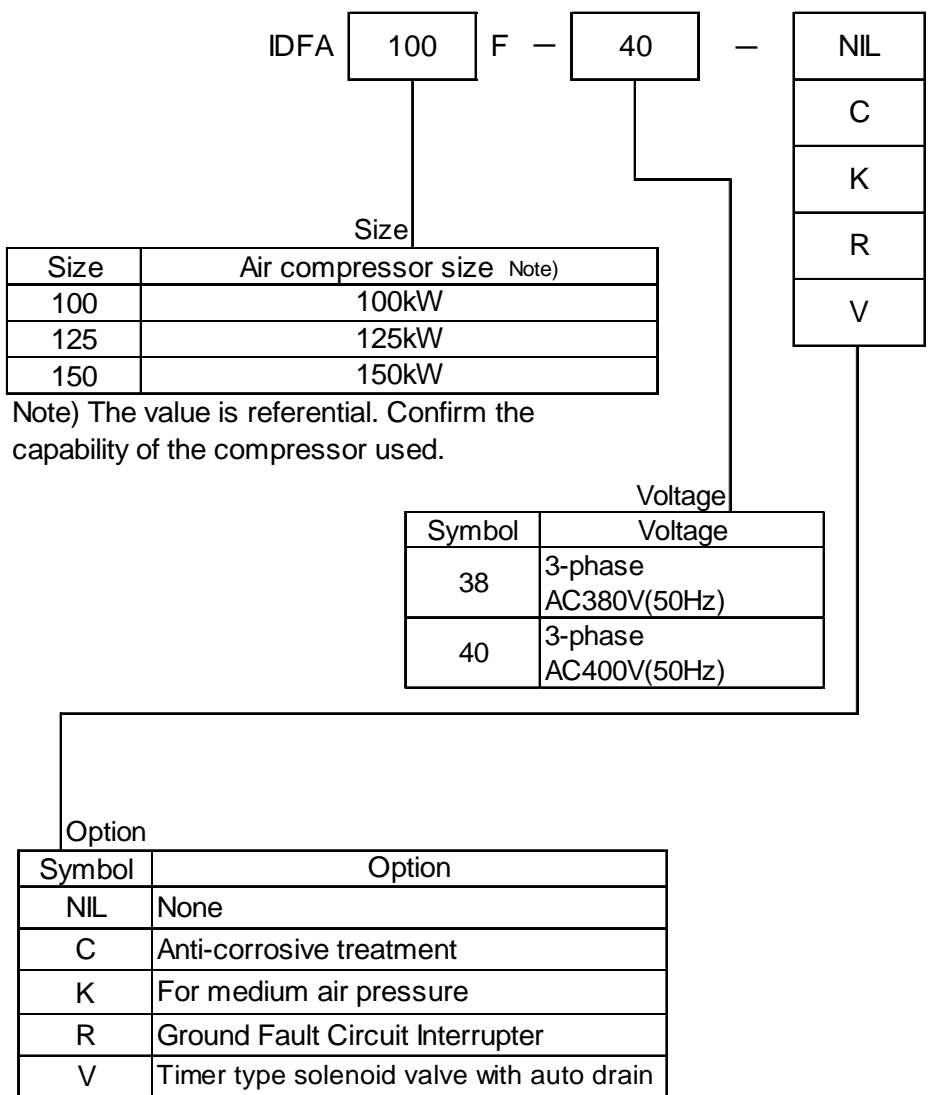 IDFA 100 F － 40 － NIL
C
K
R
V
Size
Size Air compressor size Note)
100 100kW
125 125kW
150 150kW
Note) The value is referential. Confirm the
capability of the compressor used.
Voltage
Symbol Voltage
38 3-phase
AC380V(50Hz)
40 3-phase
AC400V(50Hz)
Option
Symbol Option
NIL None
C Anti-corrosive treatment
K For medium air pressure
R Ground Fault Circuit Interrupter
V Timer type solenoid valve with auto drain